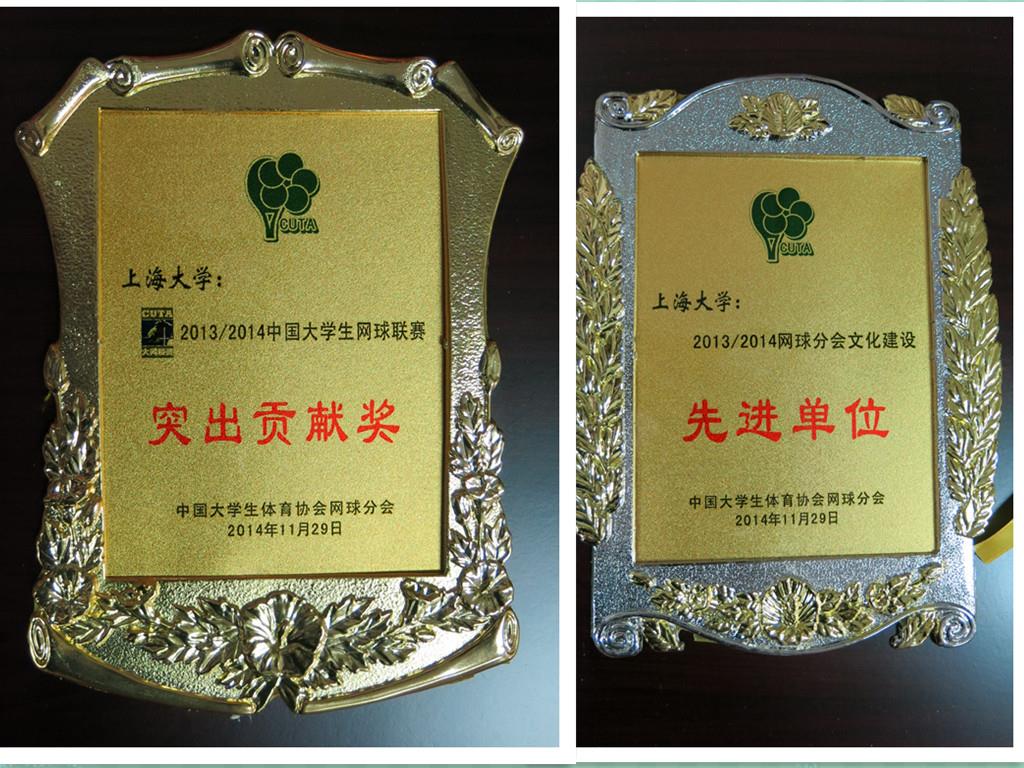 CUTA
上海大学：
CUTA
2013/2014中国大学生网球联赛
突出贡献奖
中国大学生体育协会网球分会
2014年11月29日
CUTA
上海大学：
2013/2014网球分会文化建设
先进单位
中国大学生体育协会网球分会
2014年11月29日